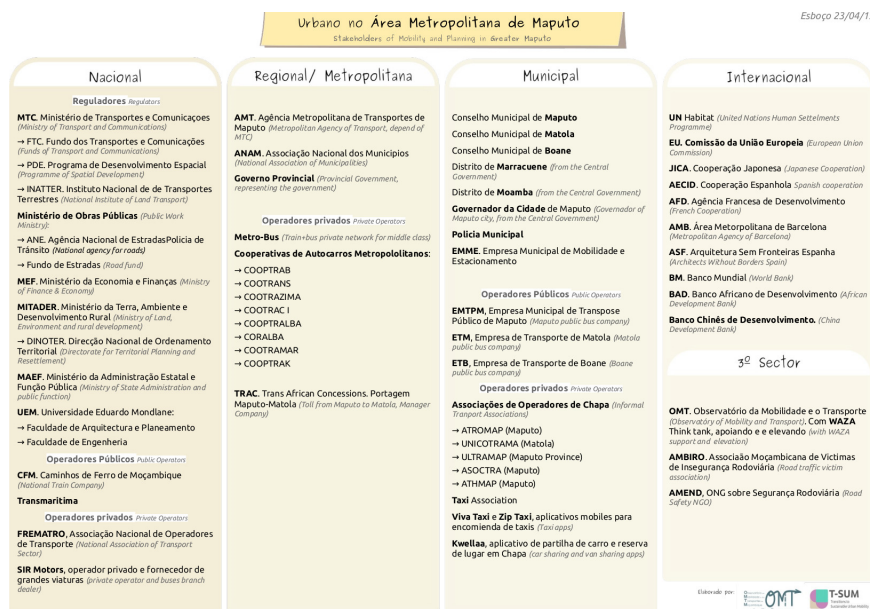 Urbano no Área Metropolitana de Maputo
Stakeholders of Mobility and Planning in Greater Maputo
Esboço 23/04/1
Nacional
Reguladores Regulators
MTC. Ministério de Transportes e Comunicaçoes
(Ministry of Transport and Communications)
→ FTC. Fundo dos Transportes e Comunicações
(Funds of Transport and Communications)
→ PDE. Programa de Desenvolvimento Espacial
(Programme of Spatial Development)
→ INATTER. Instituto Nacional de de Transportes
Terrestres (National Institute of Land Transport)
Ministério de Obras Públicas (Public Work
Ministry):
→ ANE. Agência Nacional de EstradasPolicia de
Trânsito (National agency for roads)
→ Fundo de Estradas (Road fund)
MEF. Ministério da Economia e Finanças (Ministry
of Finance & Economy)
MITADER. Ministério da Terra, Ambiente e
Desenvolvimento Rural (Ministry of Land,
Environment and rural development)
→ DINOTER. Direcção Nacional de Ordenamento
Territorial (Directorate for Territorial Planning and
Resettlement)
MAEF. Ministério da Administração Estatal e
Função Pública (Ministry of State Administration and
public function)
UEM. Universidade Eduardo Mondlane:
→ Faculdade de Arquitectura e Planeamento
→ Faculdade de Engenheria
Operadores Públicos Public Operators
CFM. Caminhos de Ferro de Moçambique
(National Train Company)
Transmaritima
Operadores privados Private Operators
FREMATRO, Associação Nacional de Operadores
de Transporte (National Association of Transport
Sector)
SIR Motors, operador privado e fornecedor de
grandes viaturas (private operator and buses branch
dealer)
Regional/ Metropolitana
AMT. Agência Metropolitana de Transportes de
Maputo (Metropolitan Agency of Transport, depend of
MTC)
ANAM. Associação Nacional dos Municipios
(National Association of Municipalities)
Governo Provincial (Provincial Government,
representing the government)
Operadores privados Private Operators
Metro-Bus (Train+bus private network for middle class)
Cooperativas de Autocarros Metropololitanos:
→ COOPTRAB
→ COOTRANS
→ COOTRAZIMA
→ COOTRAC I
→ COOPTRALBA
→ CORALBA
→ COOTRAMAR
→ COOPTRAK
TRAC. Trans African Concessions. Portagem
Maputo-Matola (Toll from Maputo to Matola, Manager
Company)
Municipal
Conselho Municipal de Maputo
Conselho Municipal de Matola
Conselho Municipal de Boane
Distrito de Marracuene (from the Central
Government)
Distrito de Moamba (from the Central Government)
Governador da Cidade de Maputo (Governador of
Maputo city, from the Central Government)
Policia Municipal
EMME. Empresa Municipal de Mobilidade e
Estacionamento
Operadores Públicos Public Operators
EMTPM, Empresa Municipal de Transpose
Público de Maputo (Maputo public bus company)
ETM, Empresa de Transporte de Matola (Matola
public bus company)
ETB, Empresa de Transporte de Boane (Boane
public bus company)
Operadores privados Private Operators
Associações de Operadores de Chapa (Informal
Tranport Associations)
→ ATROMAP (Maputo)
→ UNICOTRAMA (Matola)
→ ULTRAMAP (Maputo Province)
→ ASOCTRA (Maputo)
→ ATHMAP (Maputo)
Taxi Association
Viva Taxi e Zip Taxi, aplicativos mobiles para
encomienda de taxis (Taxi apps)
Kwellaa, aplicativo de partilha de carro e reserva
de lugar em Chapa (car sharing and van sharing apps)
Internacional
UN Habitat (United Nations Human Settelments
Programme)
EU. Comissão da União Europeia (European Union
Commission)
JICA. Cooperação Japonesa (Japanese Cooperation)
AECID. Cooperação Espanhola Spanish cooperation
AFD. Agência Francesa de Desenvolvimento
(French Cooperation)
AMB. Área Metorpolitana de Barcelona
(Metropolitan Agency of Barcelona)
ASF. Arquitetura Sem Fronteiras Espanha
(Architects Without Borders Spain)
BM. Banco Mundial (World Bank)
BAD. Banco Africano de Desenvolvimento (African
Development Bank)
Banco Chinês de Desenvolvimento. (China
Development Bank)
3º Sector
OMT. Observatório da Mobilidade e o Transporte
(Observatóry of Mobility and Transport). Com WAZA
Think tank, apoiando e e elevando (with WAZA
support and elevation)
AMBIRO. Associaão Moçambicana de Victimas
de Insegurança Rodoviária (Road traffic victim
association)
AMEND, ONG sobre Segurança Rodoviária (Road
Safety NGO)
Elaborado por:
OMT
T-SUM